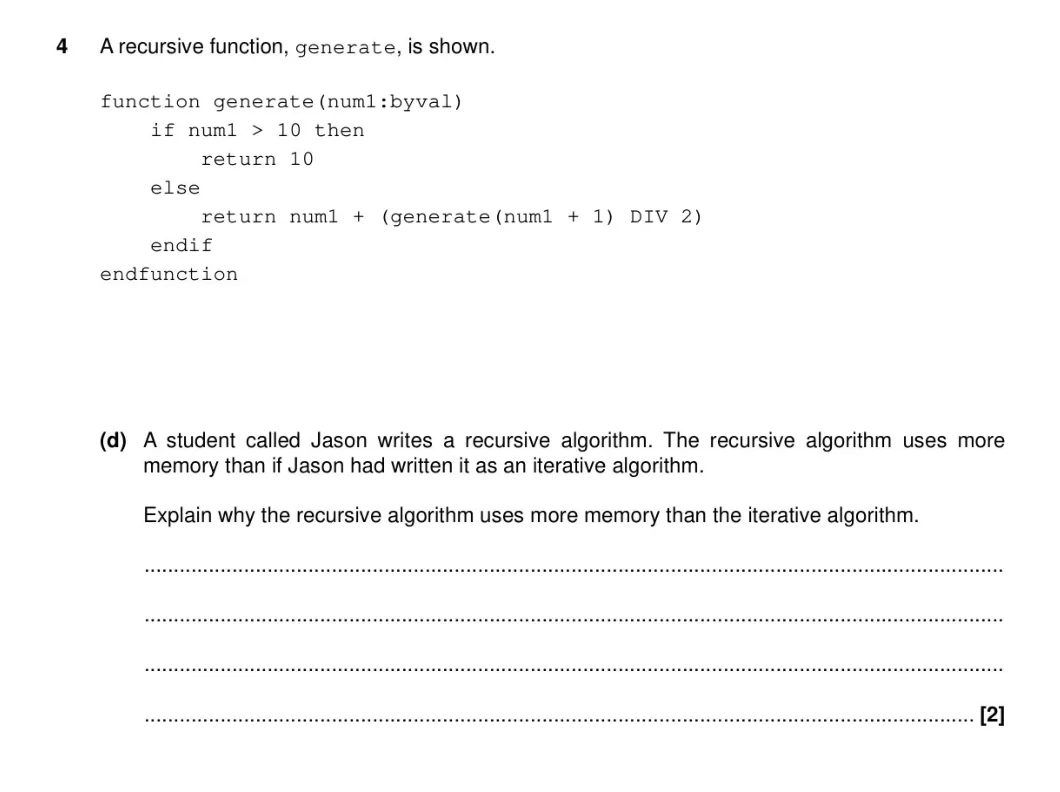 4 A recursive function, generate, is shown.
function generate(num1:byval)
    if num1 > 10 then
        return 10
    else
        return num1 + (generate(num1 + 1) DIV 2)
    endif
endfunction
(d) A student called Jason writes a recursive algorithm. The recursive algorithm uses more
memory than if Jason had written it as an iterative algorithm.
Explain why the recursive algorithm uses more memory than the iterative algorithm.
[2]